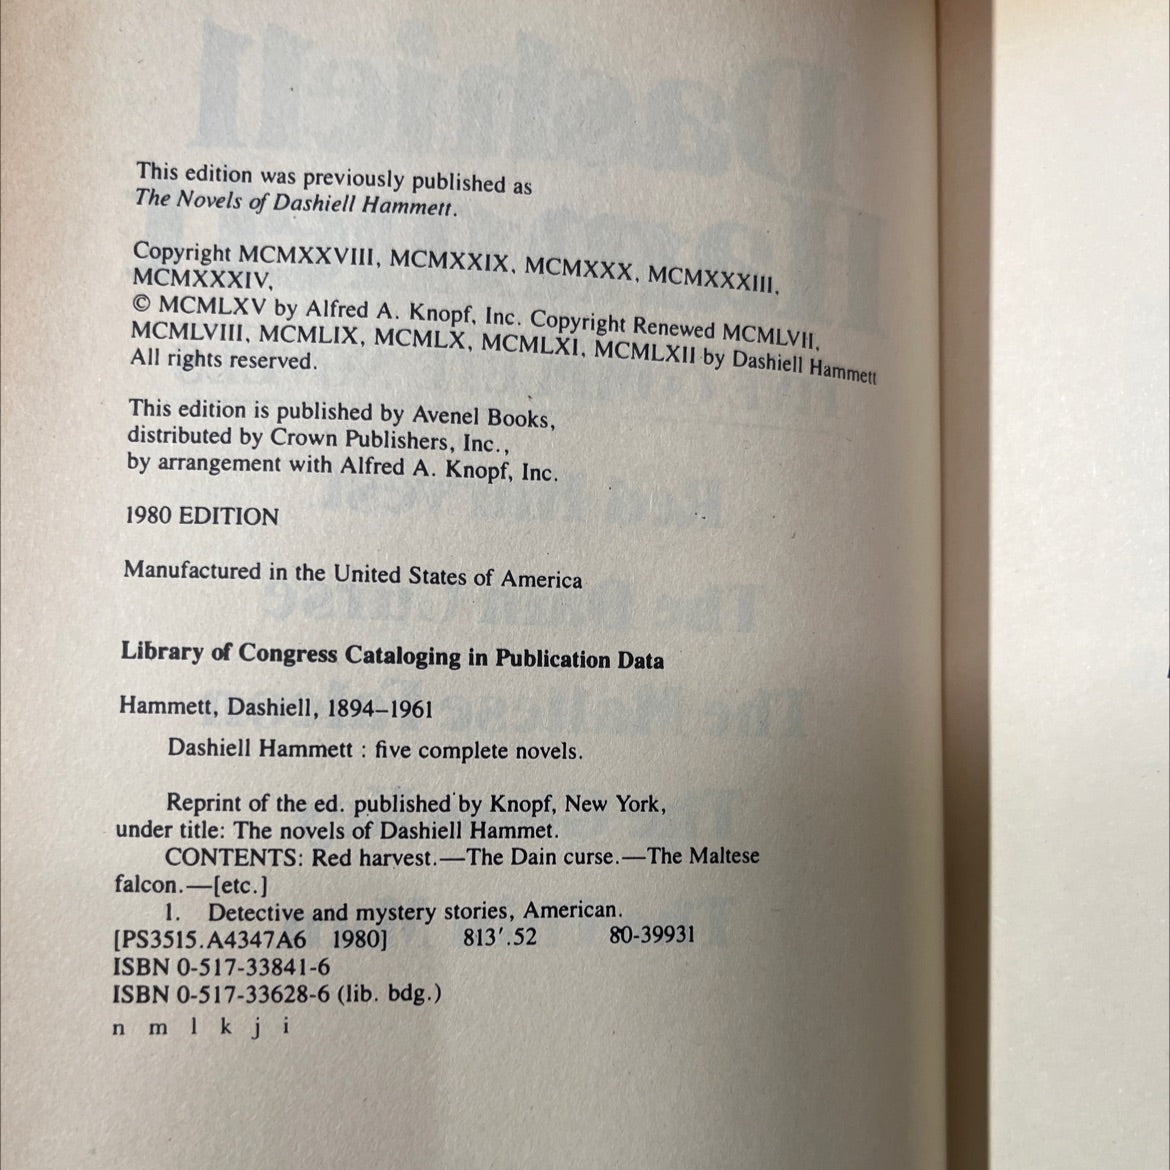 This edition was previously published as
The Novels of Dashiell Hammett.
Copyright MCMXXVIII, MCMXXIX, MCMXXX, MCMXXXIII,
MCMXXXIV,
© MCMLXV by Alfred A. Knopf, Inc. Copyright Renewed MCMLVII,
MCMLVIII, MCMLIX, MCMLX, MCMLXI, MCMLXII by Dashiell Hammett
All rights reserved.
This edition is published by Avenel Books,
distributed by Crown Publishers, Inc.,
by arrangement with Alfred A. Knopf, Inc.
1980 EDITION
Manufactured in the United States of America
Library of Congress Cataloging in Publication Data
Hammett, Dashiell, 1894–1961
Dashiell Hammett : five complete novels.
Reprint of the ed. published by Knopf, New York,
under title: The novels of Dashiell Hammet.
CONTENTS: Red harvest.—The Dain curse.—The Maltese
falcon.—[etc.]
1. Detective and mystery stories, American.
[PS3515.A4347A6 1980] 813'.52 80-39931
ISBN 0-517-33841-6
ISBN 0-517-33628-6 (lib. bdg.)
n m l k j i